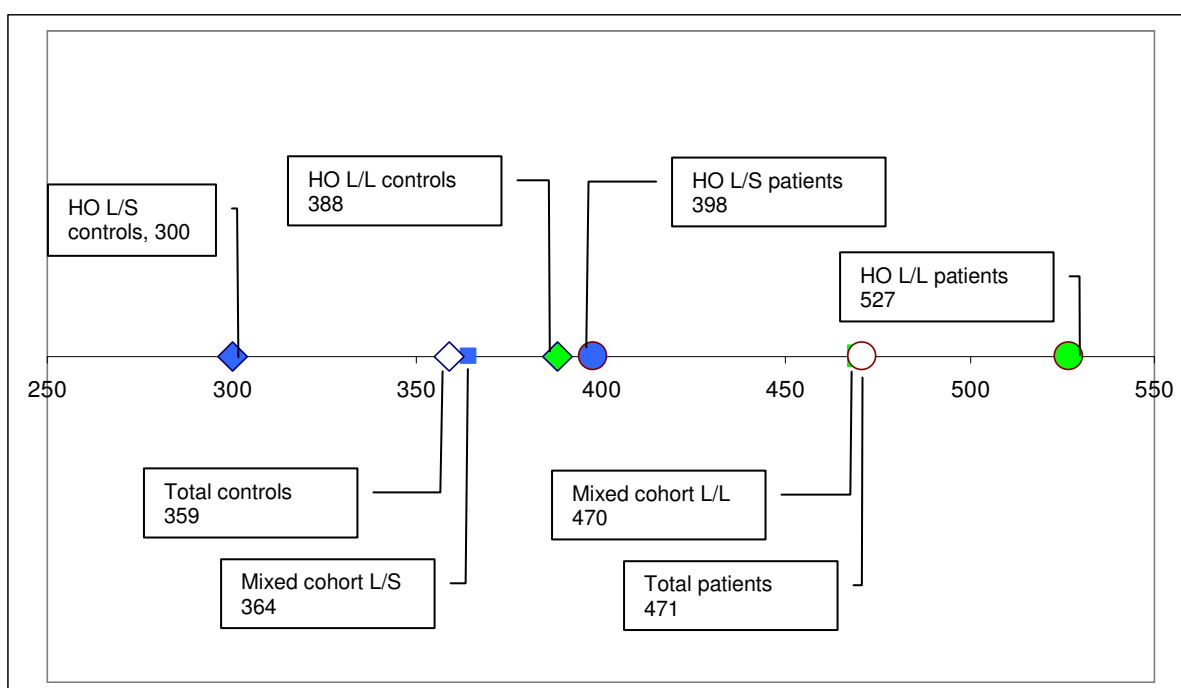 HO L/L controls
388
HO L/S patients
398
HO L/S
controls, 300
HO L/L patients
527
250
300
350
400
450
500
550
Total controls
359
Mixed cohort L/L
470
Mixed cohort L/S
364
Total patients
471